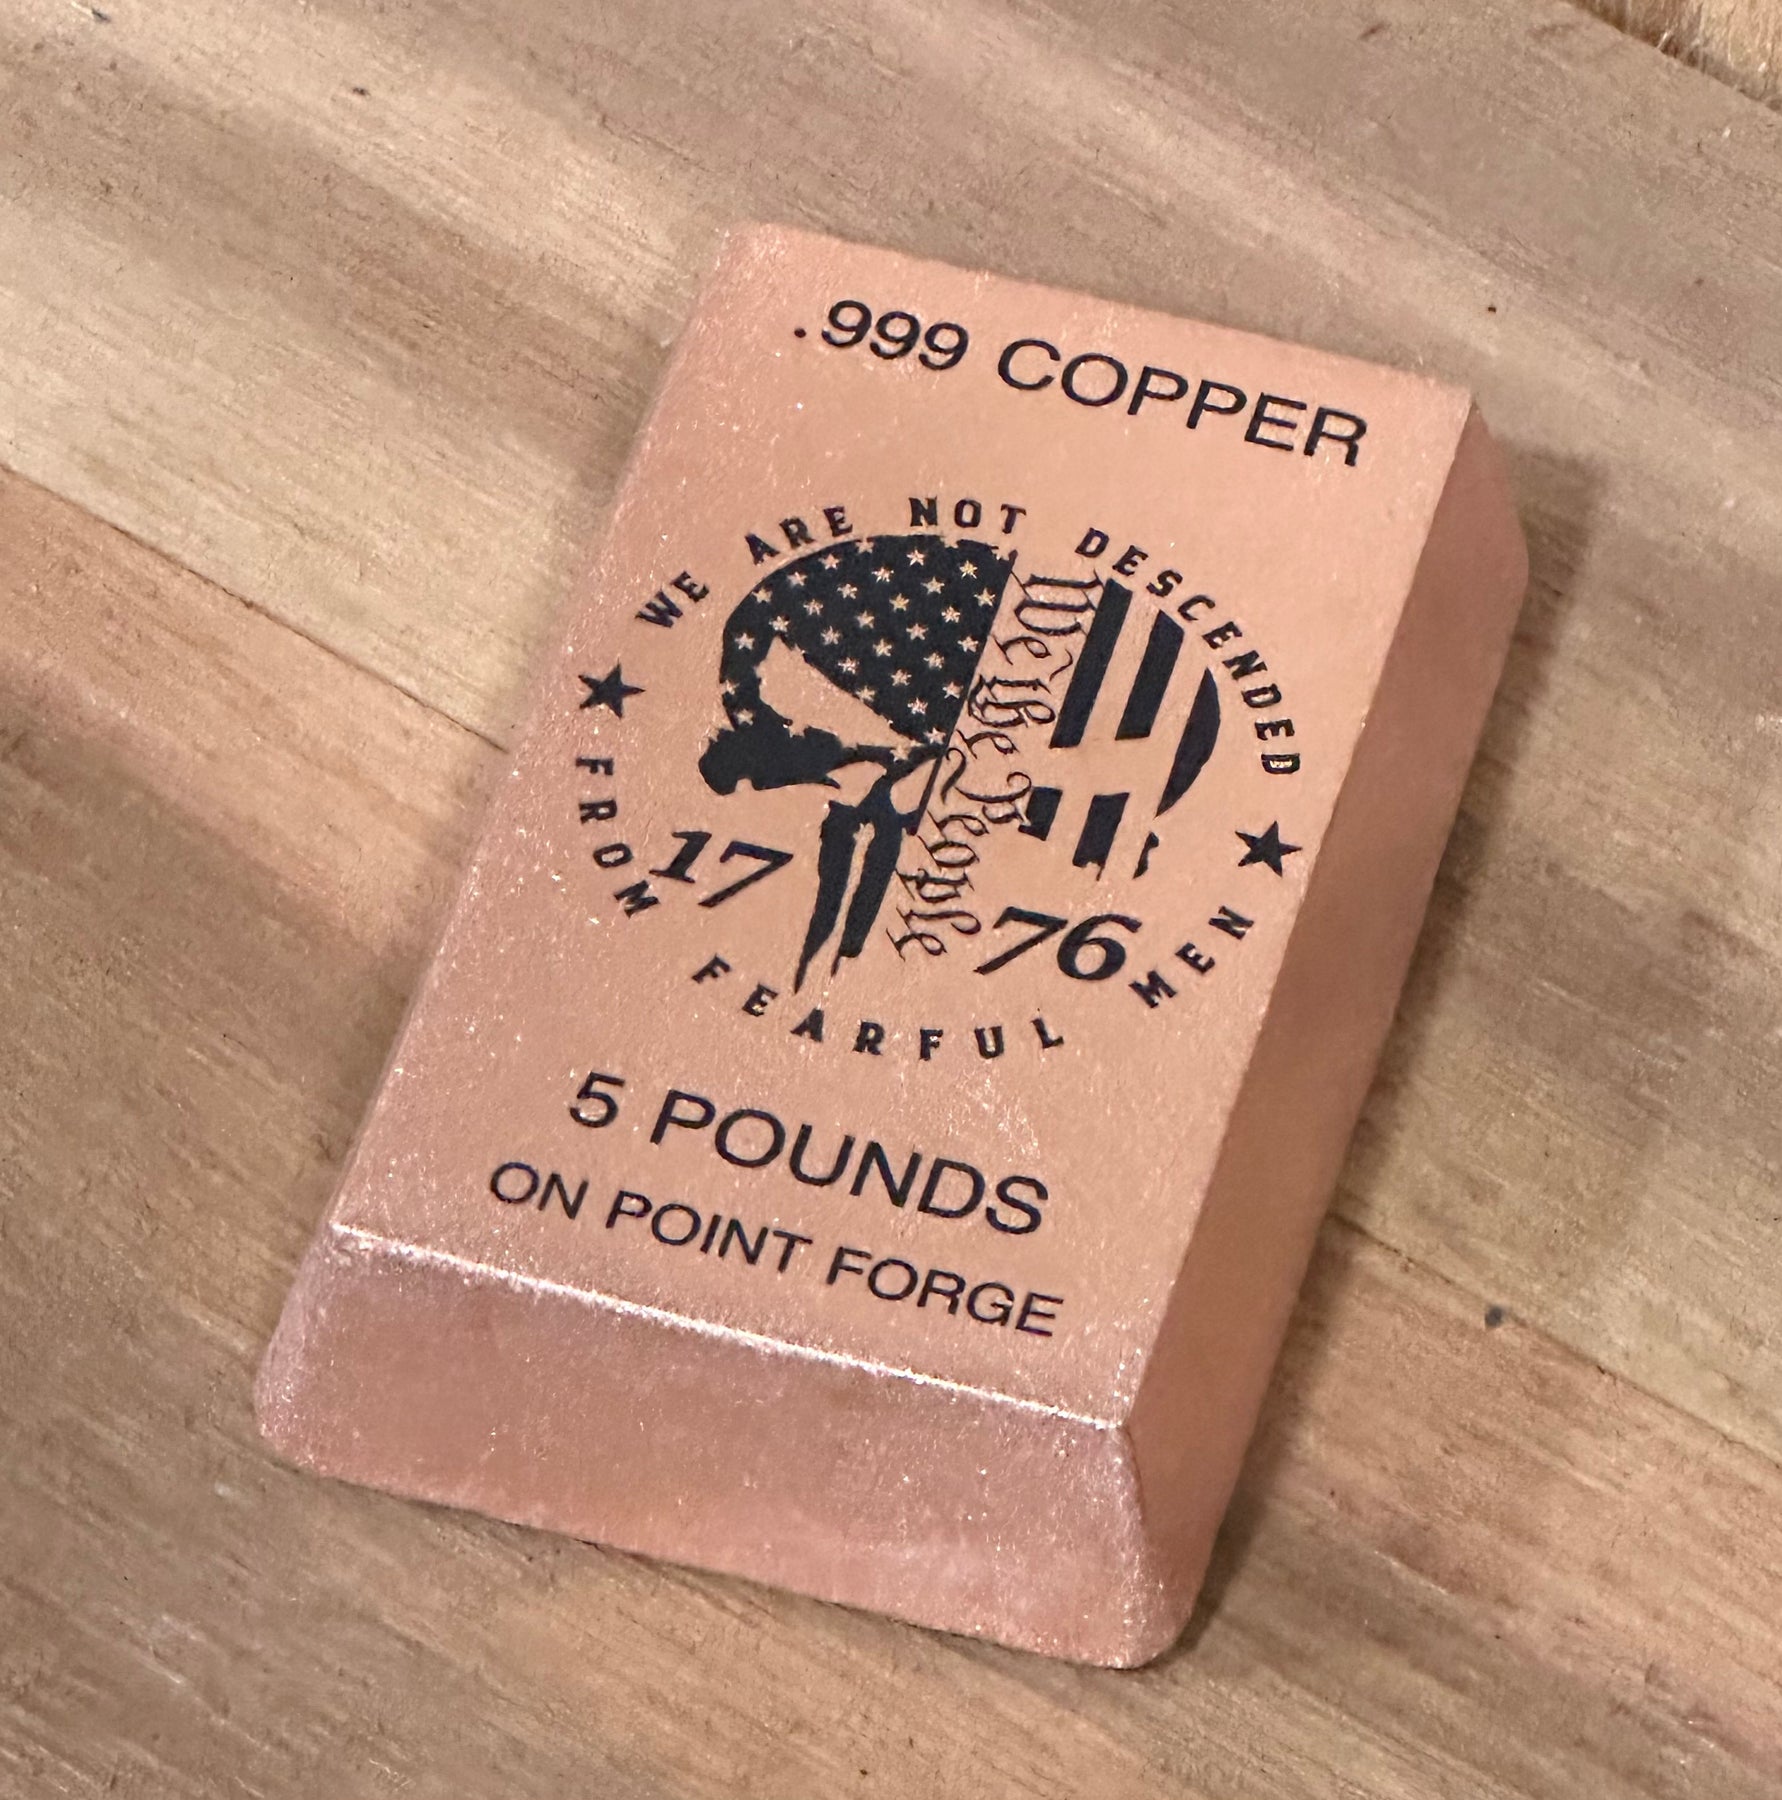 .999 COPPER
WE ARE NOT DESCENDED
FROM FEARFUL MEN
We the People
17 76
5 POUNDS
ON POINT FORGE